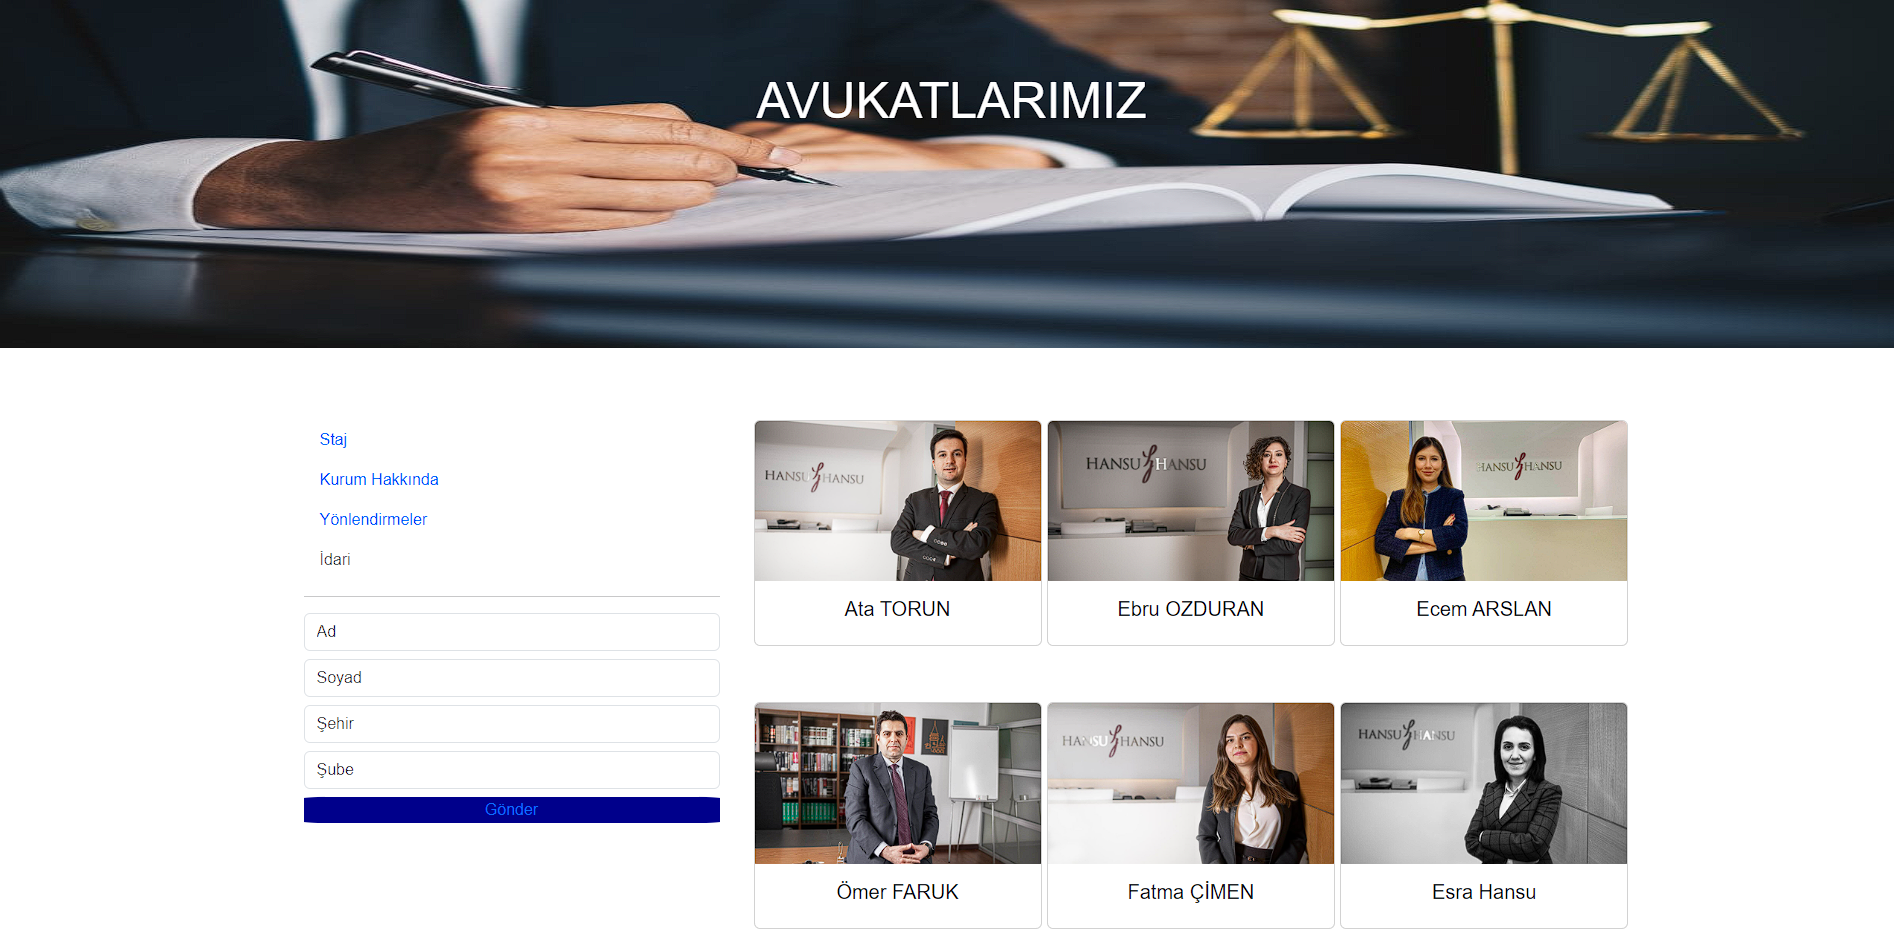 AVUKATLARIMIZ
Staj
Kurum Hakkında
Yönlendirmeler
İdari
Ad
Soyad
Şehir
Şube
Gönder
HANSU HANSU
Ata TORUN
HANSU HANSU
Ebru OZDURAN
HANSU HANSU
Ecem ARSLAN
Ömer FARUK
HANSU HANSU
Fatma ÇİMEN
HANSU HANSU
Esra Hansu